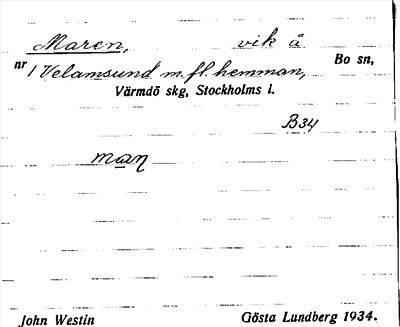 Maren, vik å
nr 1 Velamsund m. fl. hemman, Bo sn,
Värmdö skg, Stockholms l.
B34
man
John Westin Gösta Lundberg 1934.